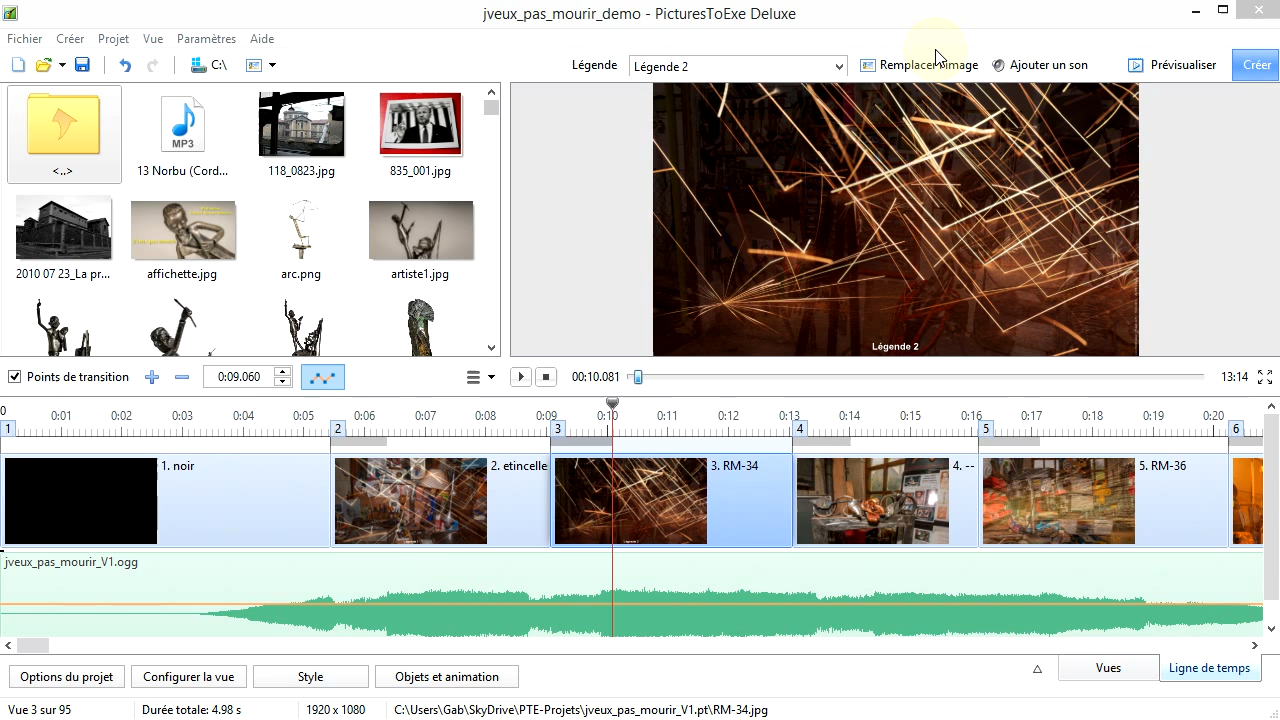 jveux_pas_mourir_demo - PicturesToExe Deluxe
Fichier Créer Projet Vue Paramètres Aide
C:\ Légende Légende 2 Remplacer image Ajouter un son Prévisualiser Créer
MP3
<..> 13 Norbu (Cord... 118_0823.jpg 835_001.jpg
2010 07 23_La pr... affichette.jpg arc.png artiste1.jpg
Légende 2
Points de transition 0:09.060 00:10.081 13:14
0 0:01 0:02 0:03 0:04 0:05 0:06 0:07 0:08 0:09 0:10 0:11 0:12 0:13 0:14 0:15 0:16 0:17 0:18 0:19 0:20
1 2 3 4 5 6
1. noir 2. etincelle 3. RM-34 4. -- 5. RM-36
jveux_pas_mourir_V1.ogg
Options du projet Configurer la vue Style Objets et animation Vues Ligne de temps
Vue 3 sur 95 Durée totale: 4.98 s 1920 x 1080 C:\Users\Gab\SkyDrive\PTE-Projets\jveux_pas_mourir_V1.pt\RM-34.jpg